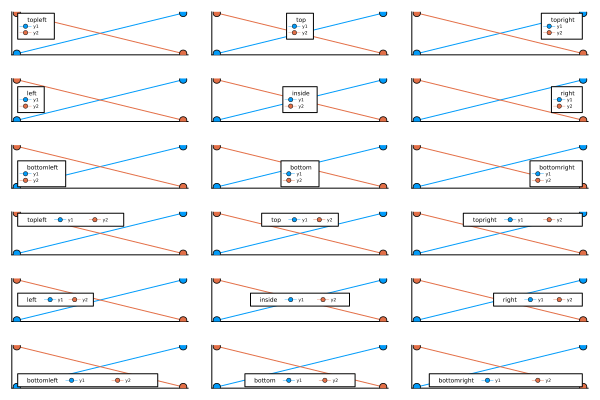 topleft
y1
y2
top
y1
y2
topright
y1
y2
left
y1
y2
inside
y1
y2
right
y1
y2
bottomleft
y1
y2
bottom
y1
y2
bottomright
y1
y2
topleft y1 y2
top y1 y2
topright y1 y2
left y1 y2
inside y1 y2
right y1 y2
bottomleft y1 y2
bottom y1 y2
bottomright y1 y2